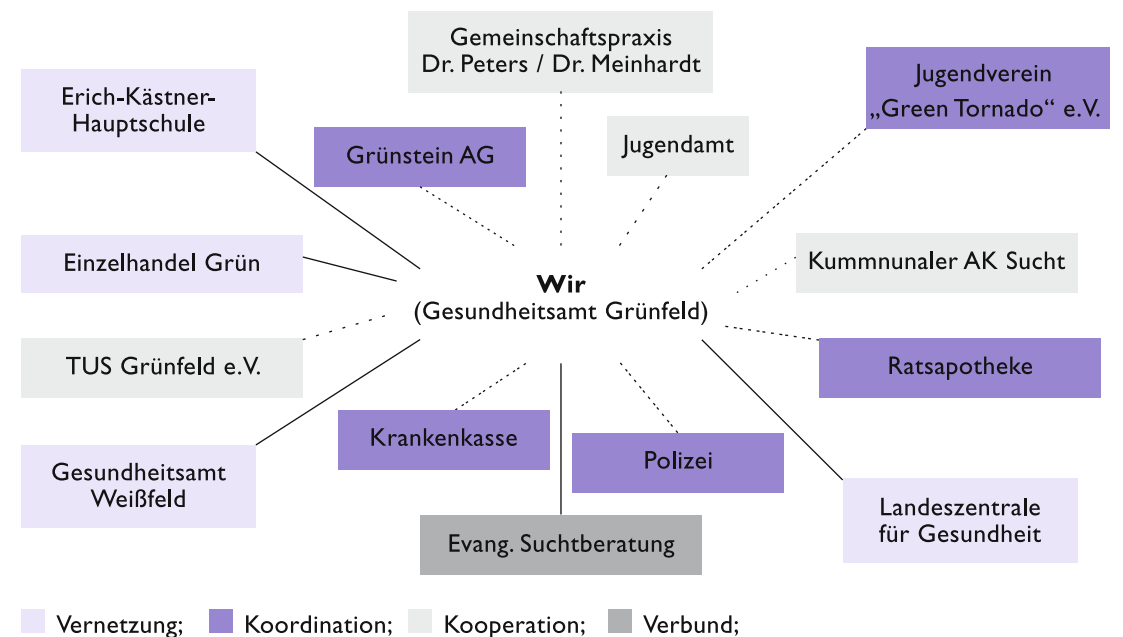 Gemeinschaftspraxis
Dr. Peters / Dr. Meinhardt
Jugendverein
„Green Tornado“ e.V.
Erich-Kästner-
Hauptschule
Grünstein AG
Jugendamt
Einzelhandel Grün
Kummnunaler AK Sucht
Wir
(Gesundheitsamt Grünfeld)
TUS Grünfeld e.V.
Ratsapotheke
Krankenkasse
Polizei
Gesundheitsamt
Weißfeld
Landeszentrale
für Gesundheit
Evang. Suchtberatung
Vernetzung; Koordination; Kooperation; Verbund;